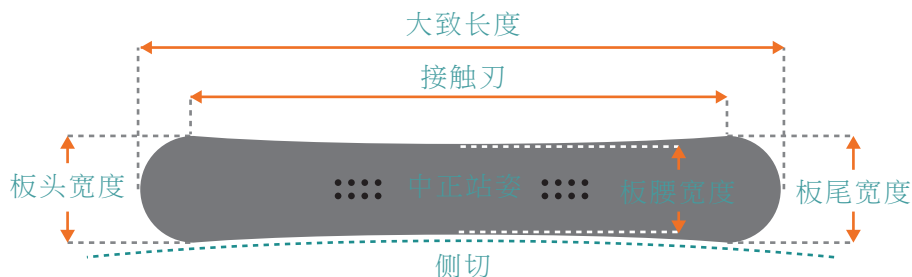 大致长度
接触刃
板头宽度
中正站姿
板腰宽度
板尾宽度
侧切